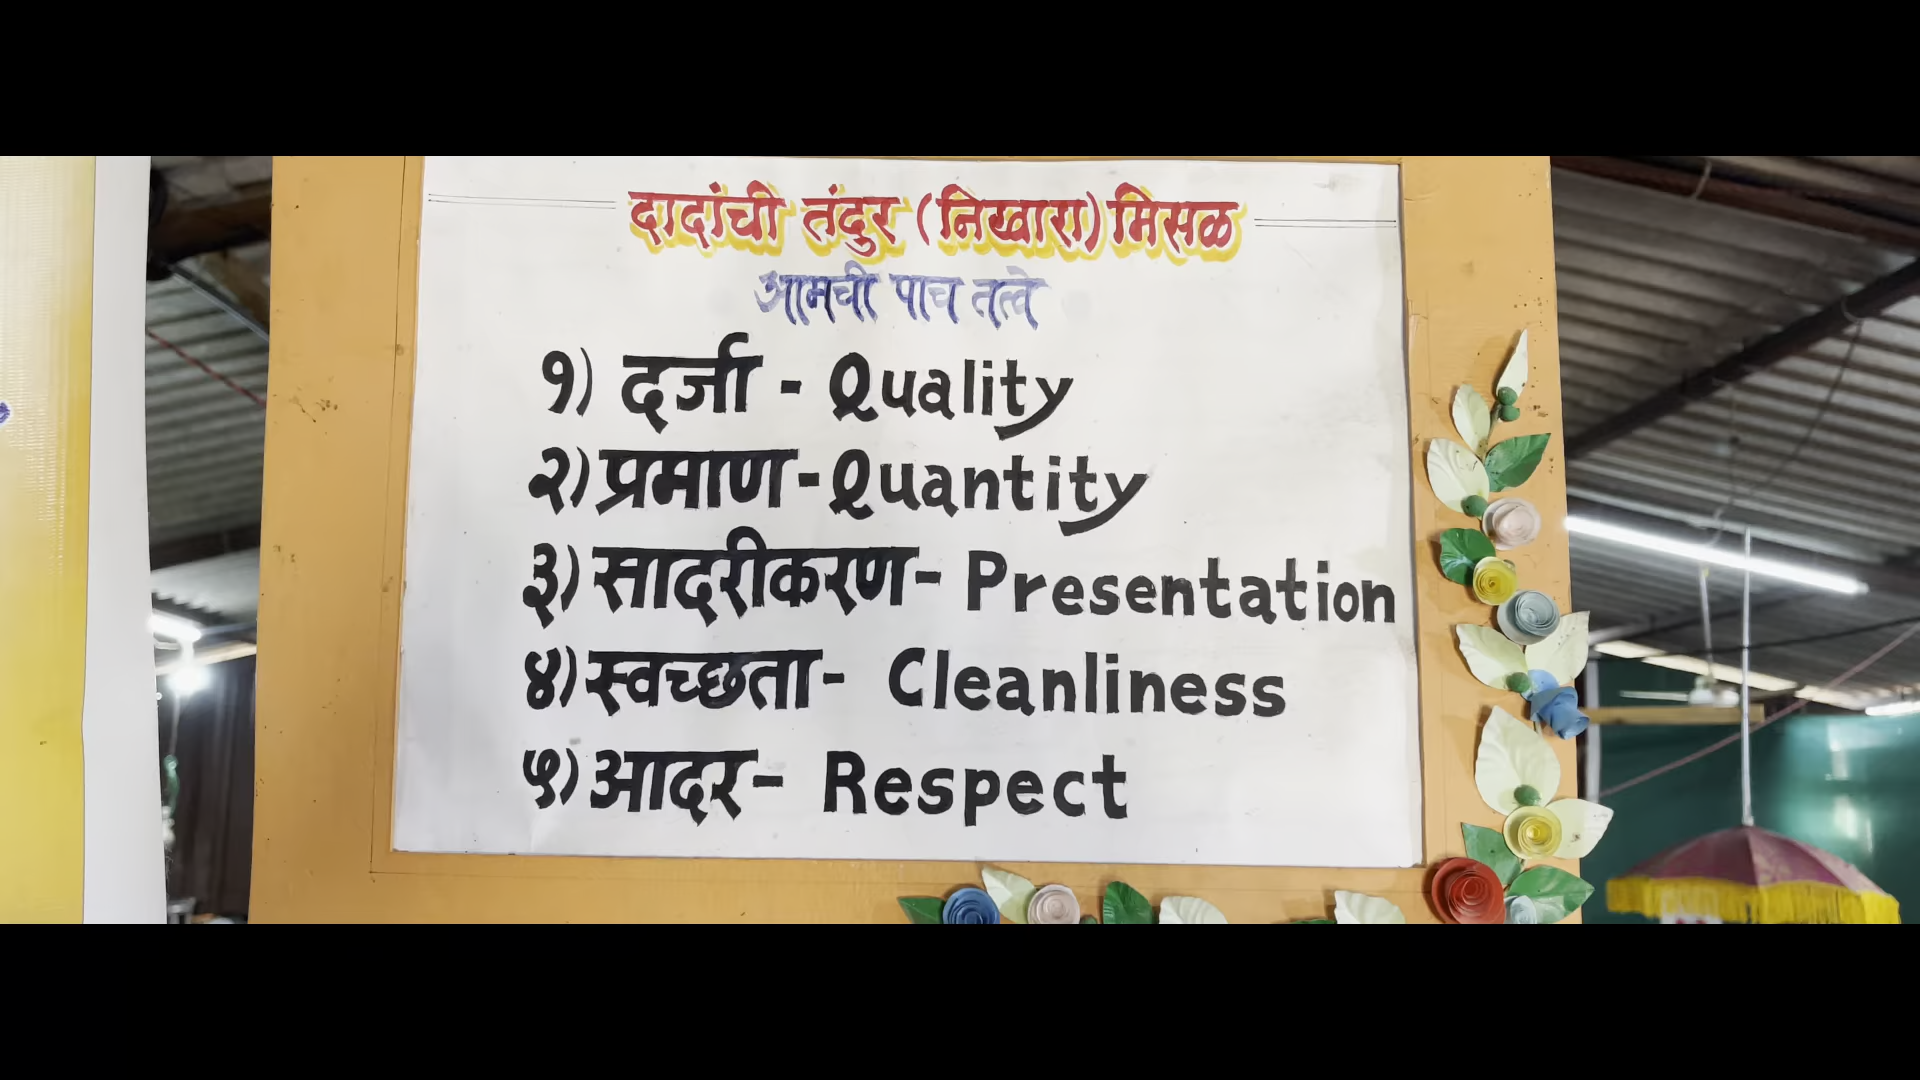 दादांची तंदुर (निखारा) मिसळ
आमची पाच तत्वे
१) दर्जा - Quality
२) प्रमाण - Quantity
३) सादरीकरण - Presentation
४) स्वच्छता - Cleanliness
५) आदर - Respect